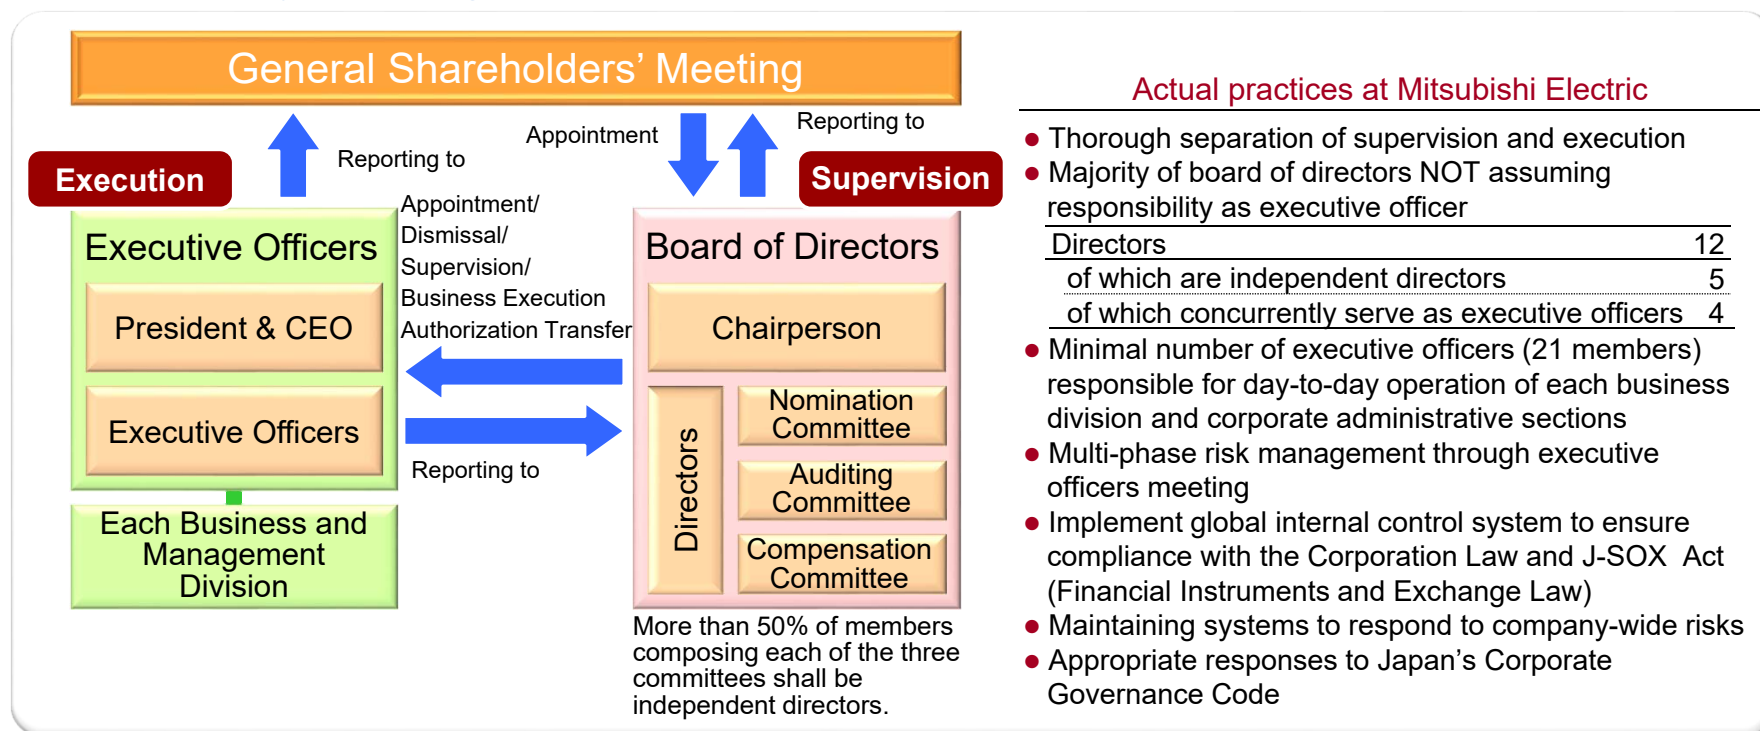 General Shareholders' Meeting
Appointment
Reporting to
Reporting to
Execution
Supervision
Appointment/
Dismissal/
Supervision/
Business Execution
Authorization Transfer
Executive Officers
President & CEO
Executive Officers
Reporting to
Each Business and
Management
Division
Board of Directors
Chairperson
Directors
Nomination
Committee
Auditing
Committee
Compensation
Committee
More than 50% of members
composing each of the three
committees shall be
independent directors.
Actual practices at Mitsubishi Electric
● Thorough separation of supervision and execution
● Majority of board of directors NOT assuming
responsibility as executive officer
Directors 12
of which are independent directors 5
of which concurrently serve as executive officers 4
● Minimal number of executive officers (21 members)
responsible for day-to-day operation of each business
division and corporate administrative sections
● Multi-phase risk management through executive
officers meeting
● Implement global internal control system to ensure
compliance with the Corporation Law and J-SOX Act
(Financial Instruments and Exchange Law)
● Maintaining systems to respond to company-wide risks
● Appropriate responses to Japan's Corporate
Governance Code